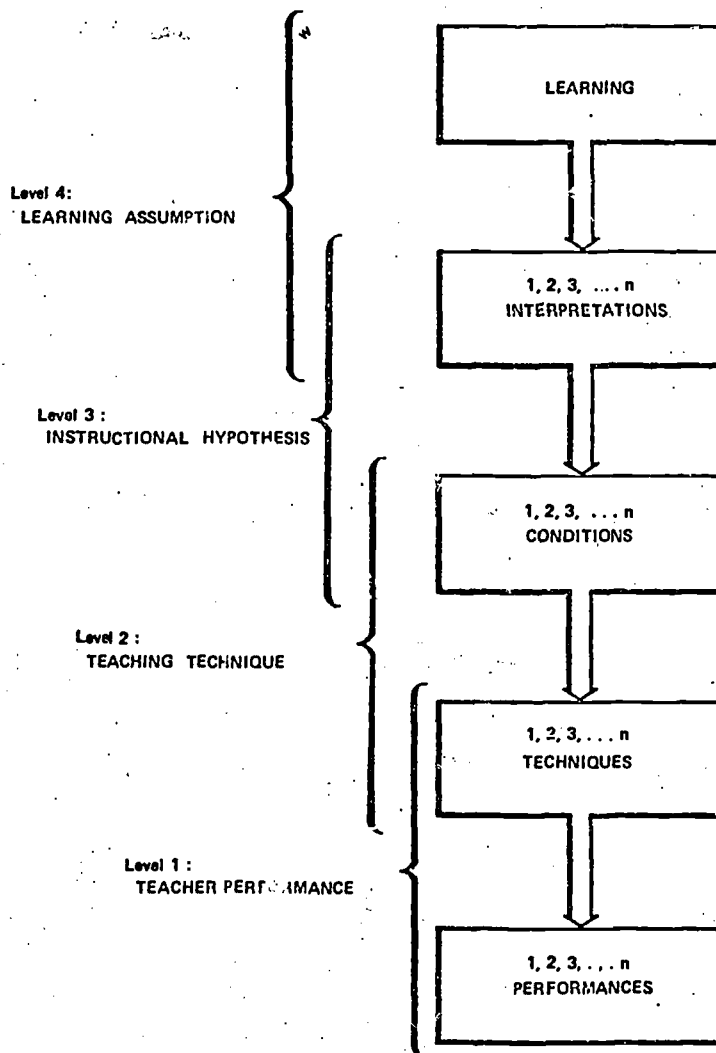 LEARNING
Level 4:
LEARNING ASSUMPTION
1, 2, 3, .... n
INTERPRETATIONS
Level 3 :
INSTRUCTIONAL HYPOTHESIS
1, 2, 3, ... n
CONDITIONS
Level 2 :
TEACHING TECHNIQUE
1, 2, 3, ... n
TECHNIQUES
Level 1 :
TEACHER PERFORMANCE
1, 2, 3, ... n
PERFORMANCES